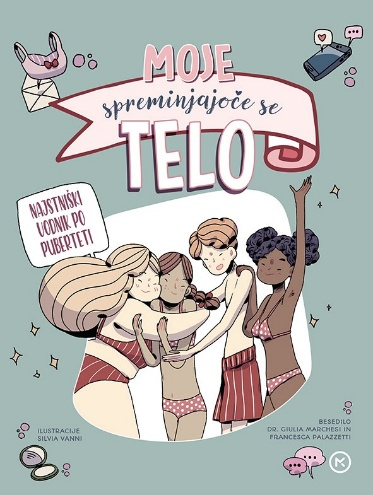 MOJE
spreminjajoče se
TELO
NAJSTNIŠKI
VODNIK PO
PUBERTETI
ILUSTRACIJE
SILVIA VANNI
BESEDILO
DR. GIULIA MARCHESI IN
FRANCESCA PALAZZETTI
M